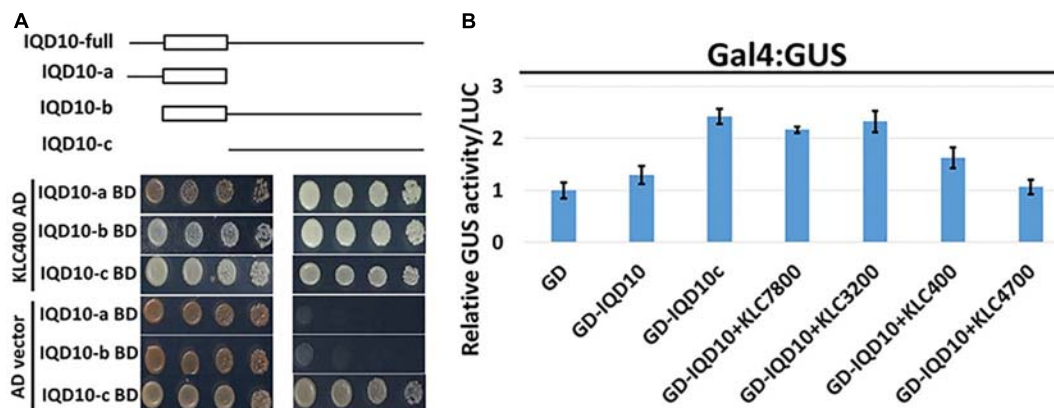 A
IQD10-full
IQD10-a
IQD10-b
IQD10-c
KLC400 AD
IQD10-a BD
IQD10-b BD
IQD10-c BD
AD vector
IQD10-a BD
IQD10-b BD
IQD10-c BD
B
Gal4:GUS
Relative GUS activity/LUC
3
2
1
0
GD
GD-IQD10
GD-IQD10c
GD-IQD10+KLC7800
GD-IQD10+KLC3200
GD-IQD10+KLC400
GD-IQD10+KLC4700